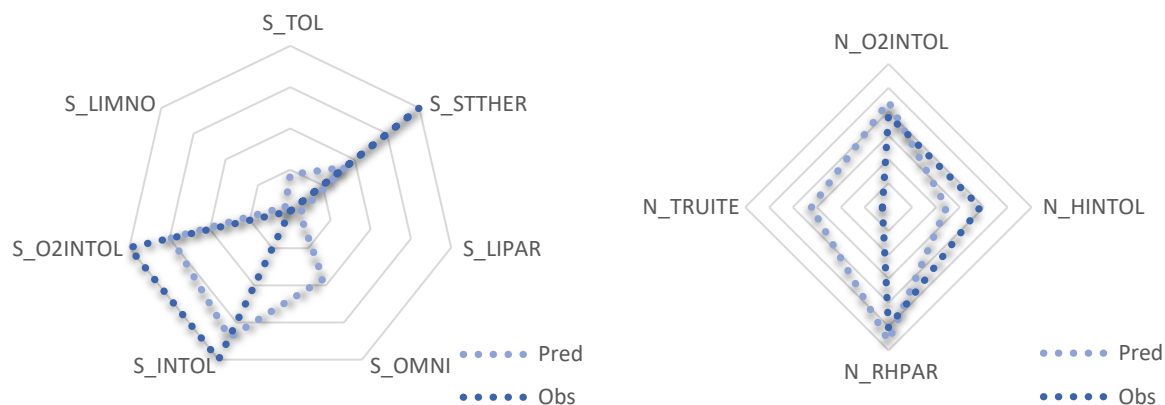 S_TOL
S_STTHER
S_LIPAR
S_OMNI
S_INTOL
S_O2INTOL
S_LIMNO
Pred
Obs
N_O2INTOL
N_HINTOL
N_RHPAR
N_TRUITE
Pred
Obs